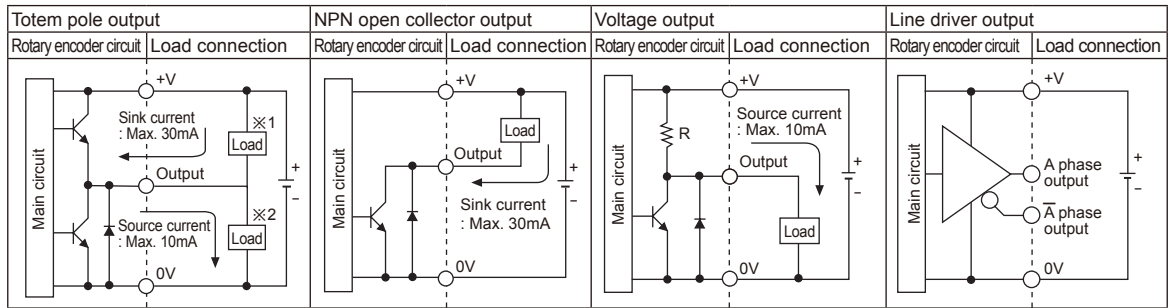 Totem pole output
Rotary encoder circuit
Load connection
+V
Sink current
: Max. 30mA
※1
Load
Output
+
−
Main circuit
Source current
: Max. 10mA
※2
Load
0V
NPN open collector output
Rotary encoder circuit
Load connection
+V
Load
Output
+
−
Main circuit
Sink current
: Max. 30mA
0V
Voltage output
Rotary encoder circuit
Load connection
+V
Source current
: Max. 10mA
R
Output
+
−
Main circuit
Load
0V
Line driver output
Rotary encoder circuit
Load connection
+V
Main circuit
A phase
output
+
−
A̅ phase
output
0V